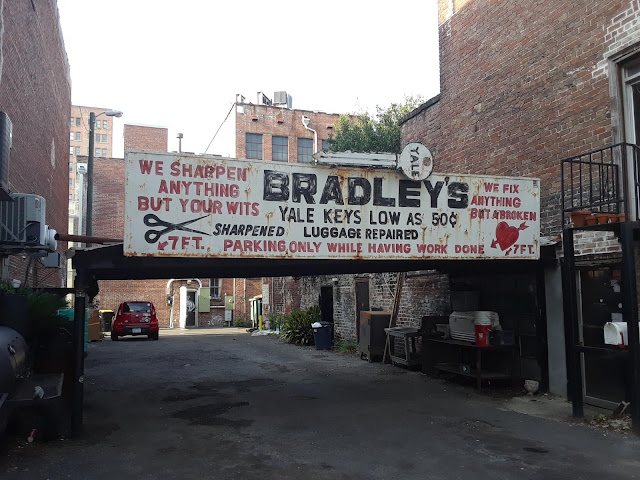 YALE
WE SHARPEN
ANYTHING
BUT YOUR WITS
BRADLEY'S
YALE KEYS LOW AS 50¢
WE FIX
ANYTHING
BUT A BROKEN
SHARPENED LUGGAGE REPAIRED
7FT. PARKING ONLY WHILE HAVING WORK DONE 7FT.